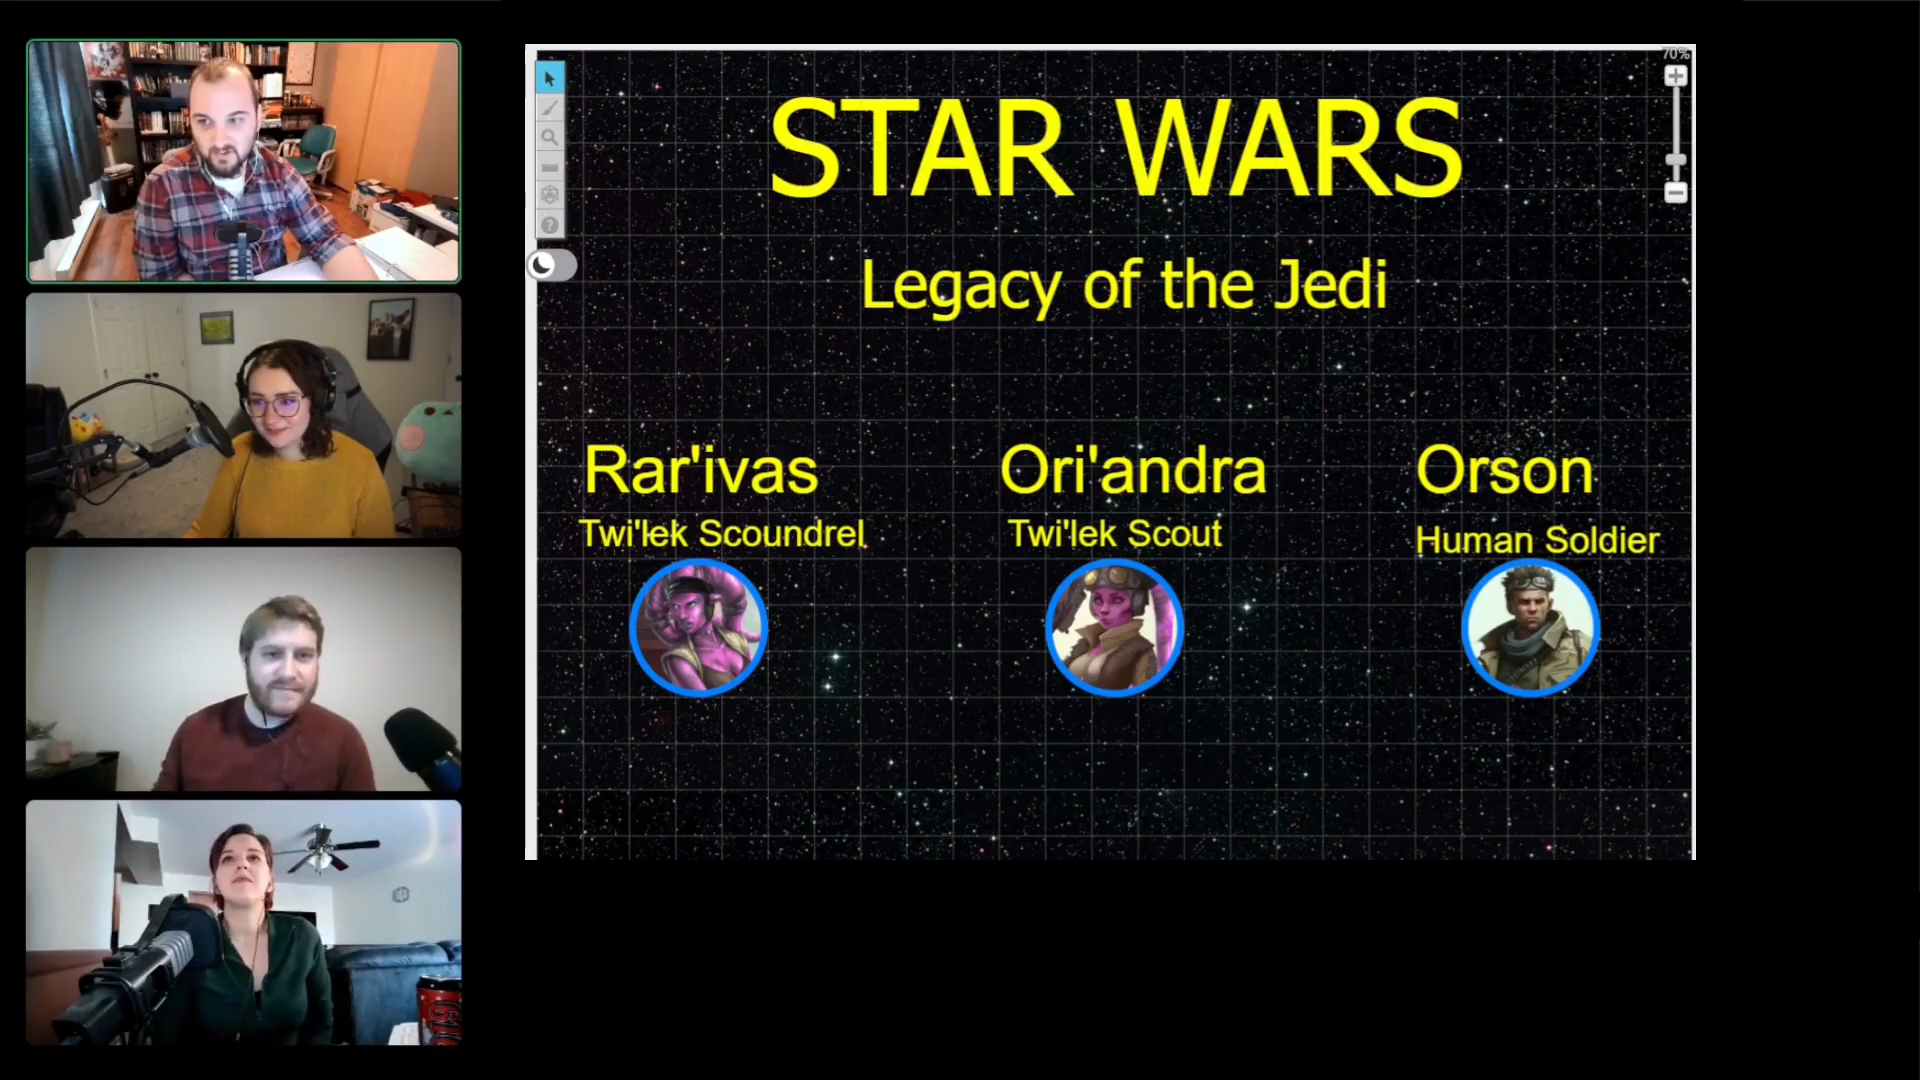 70%
STAR WARS
Legacy of the Jedi
Rar'ivas
Ori'andra
Orson
Twi'lek Scoundrel
Twi'lek Scout
Human Soldier